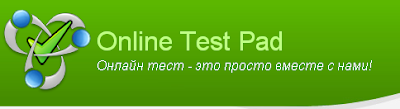 Online Test Pad
Онлайн тест - это просто вместе с нами!